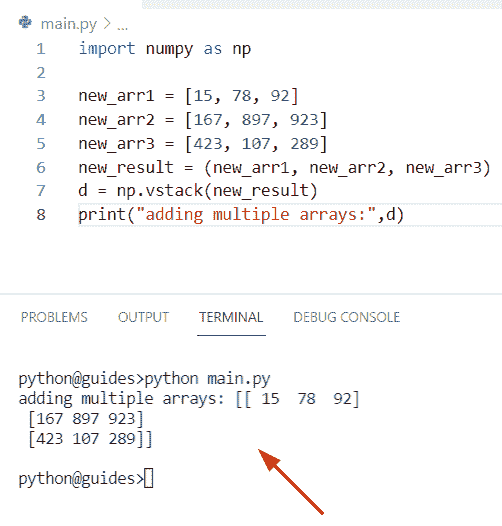 main.py > ...
1 import numpy as np
2
3 new_arr1 = [15, 78, 92]
4 new_arr2 = [167, 897, 923]
5 new_arr3 = [423, 107, 289]
6 new_result = (new_arr1, new_arr2, new_arr3)
7 d = np.vstack(new_result)
8 print("adding multiple arrays:",d)
PROBLEMS OUTPUT TERMINAL DEBUG CONSOLE
python@guides>python main.py
adding multiple arrays: [[ 15  78  92]
 [167 897 923]
 [423 107 289]]
python@guides>